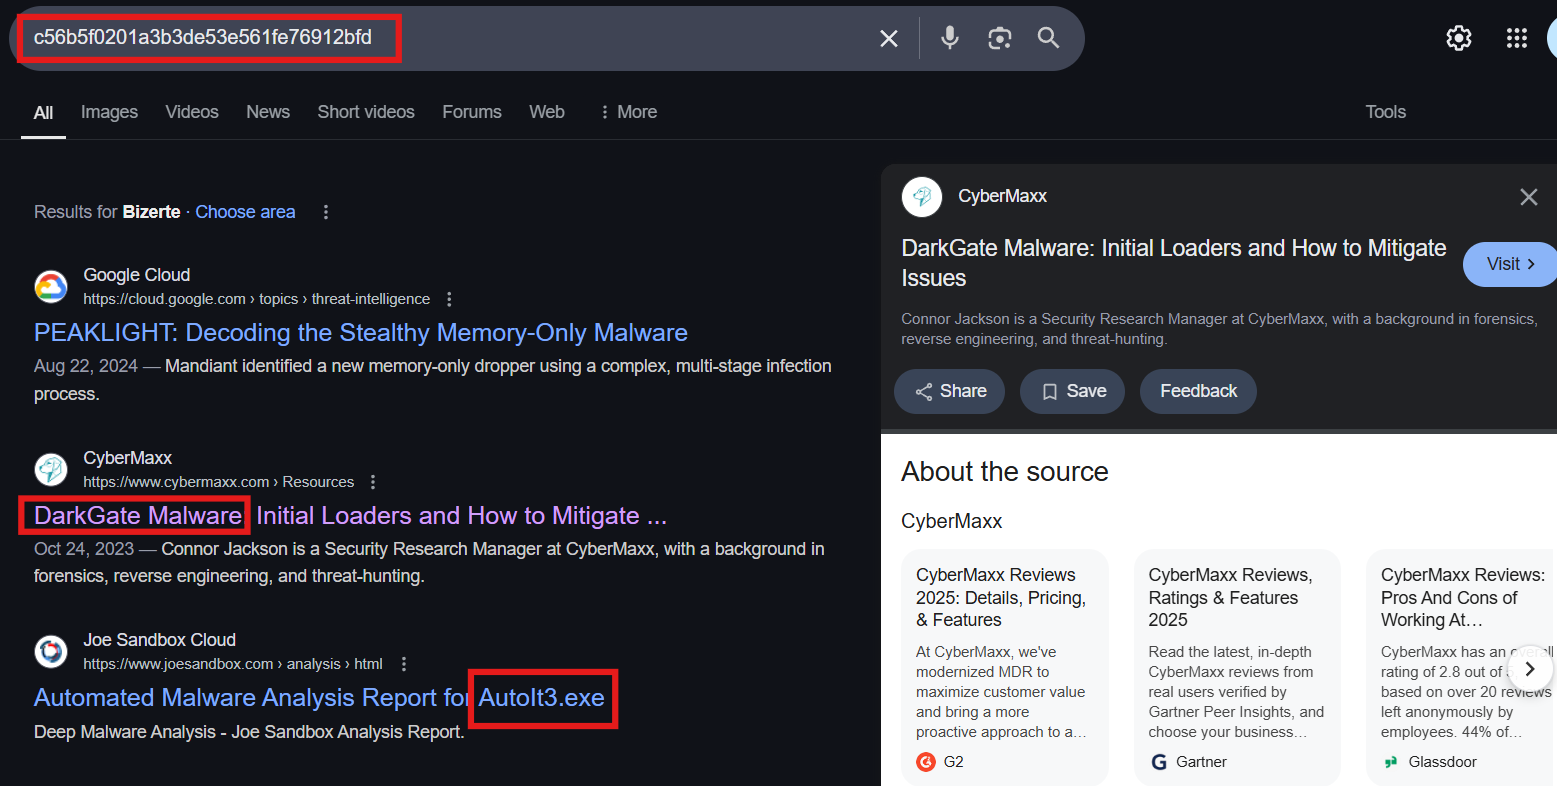 c56b5f0201a3b3de53e561fe76912bfd
All Images Videos News Short videos Forums Web More Tools
Results for Bizerte · Choose area
Google Cloud
https://cloud.google.com › topics › threat-intelligence
PEAKLIGHT: Decoding the Stealthy Memory-Only Malware
Aug 22, 2024 — Mandiant identified a new memory-only dropper using a complex, multi-stage infection
process.
CyberMaxx
https://www.cybermaxx.com › Resources
DarkGate Malware Initial Loaders and How to Mitigate ...
Oct 24, 2023 — Connor Jackson is a Security Research Manager at CyberMaxx, with a background in
forensics, reverse engineering, and threat-hunting.
Joe Sandbox Cloud
https://www.joesandbox.com › analysis › html
Automated Malware Analysis Report for AutoIt3.exe
Deep Malware Analysis - Joe Sandbox Analysis Report.
CyberMaxx
DarkGate Malware: Initial Loaders and How to Mitigate
Issues
Visit
Connor Jackson is a Security Research Manager at CyberMaxx, with a background in forensics,
reverse engineering, and threat-hunting.
Share Save Feedback
About the source
CyberMaxx
CyberMaxx Reviews
2025: Details, Pricing,
& Features
At CyberMaxx, we've
modernized MDR to
maximize customer value
and bring a more
proactive approach to a…
G2
CyberMaxx Reviews,
Ratings & Features
2025
Read the latest, in-depth
CyberMaxx reviews from
real users verified by
Gartner Peer Insights, and
choose your business…
Gartner
CyberMaxx Reviews:
Pros And Cons of
Working At…
CyberMaxx has an overall
rating of 2.8 out of 5,
based on over 20 reviews
left anonymously by
employees. 44% of…
Glassdoor